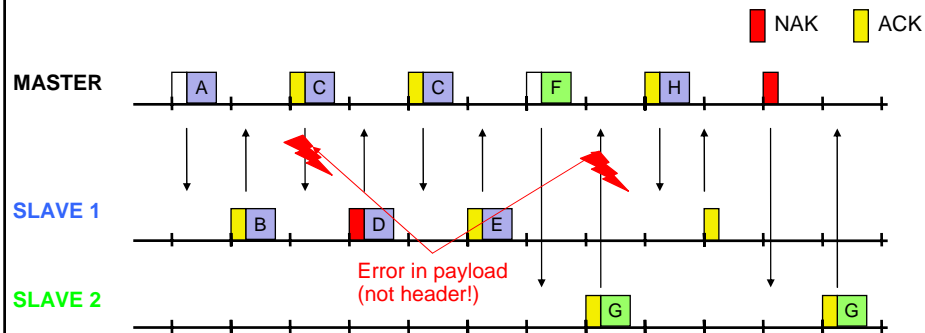 NAK ACK
MASTER A C C F H
SLAVE 1 B D E
Error in payload
(not header!)
SLAVE 2 G G